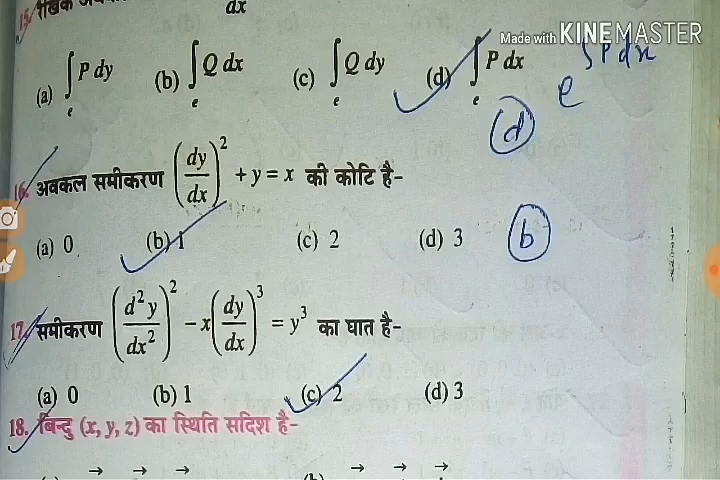 Made with KINEMASTER
15. रैखिक
dx
(a) ∫P dy e (b) ∫Q dx e (c) ∫Q dy e (d) ∫P dx e
e ∫Pdx
(d)
16. अवकल समीकरण (dy/dx)² + y = x की कोटि है-
(a) 0 (b) 1 (c) 2 (d) 3 (b)
17. समीकरण (d²y/dx²)² − x(dy/dx)³ = y³ का घात है-
(a) 0 (b) 1 (c) 2 (d) 3
18. बिन्दु (x, y, z) का स्थिति सदिश है-